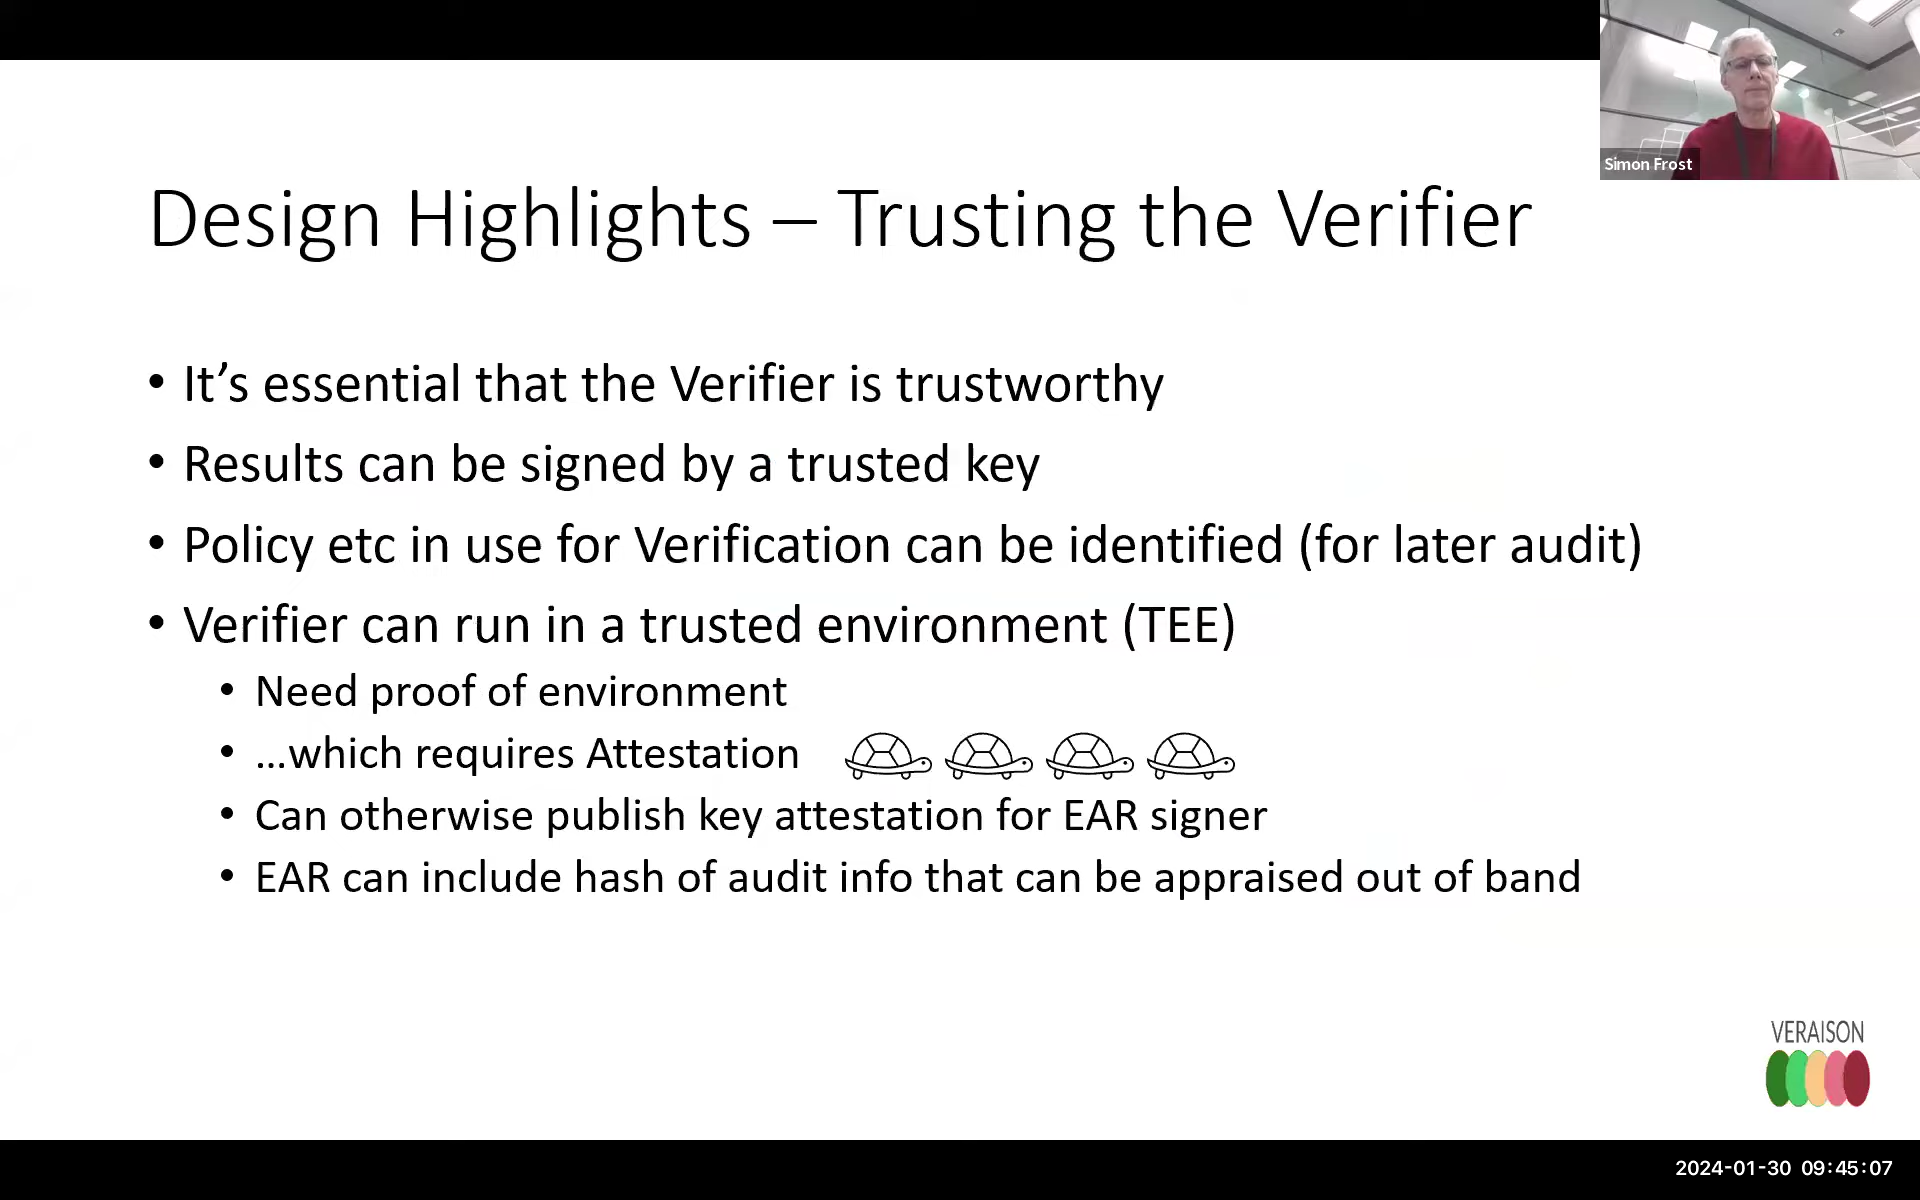 Simon Frost
Design Highlights – Trusting the Verifier
• It’s essential that the Verifier is trustworthy
• Results can be signed by a trusted key
• Policy etc in use for Verification can be identified (for later audit)
• Verifier can run in a trusted environment (TEE)
• Need proof of environment
• …which requires Attestation
• Can otherwise publish key attestation for EAR signer
• EAR can include hash of audit info that can be appraised out of band
VERAISON
2024-01-30 09:45:07